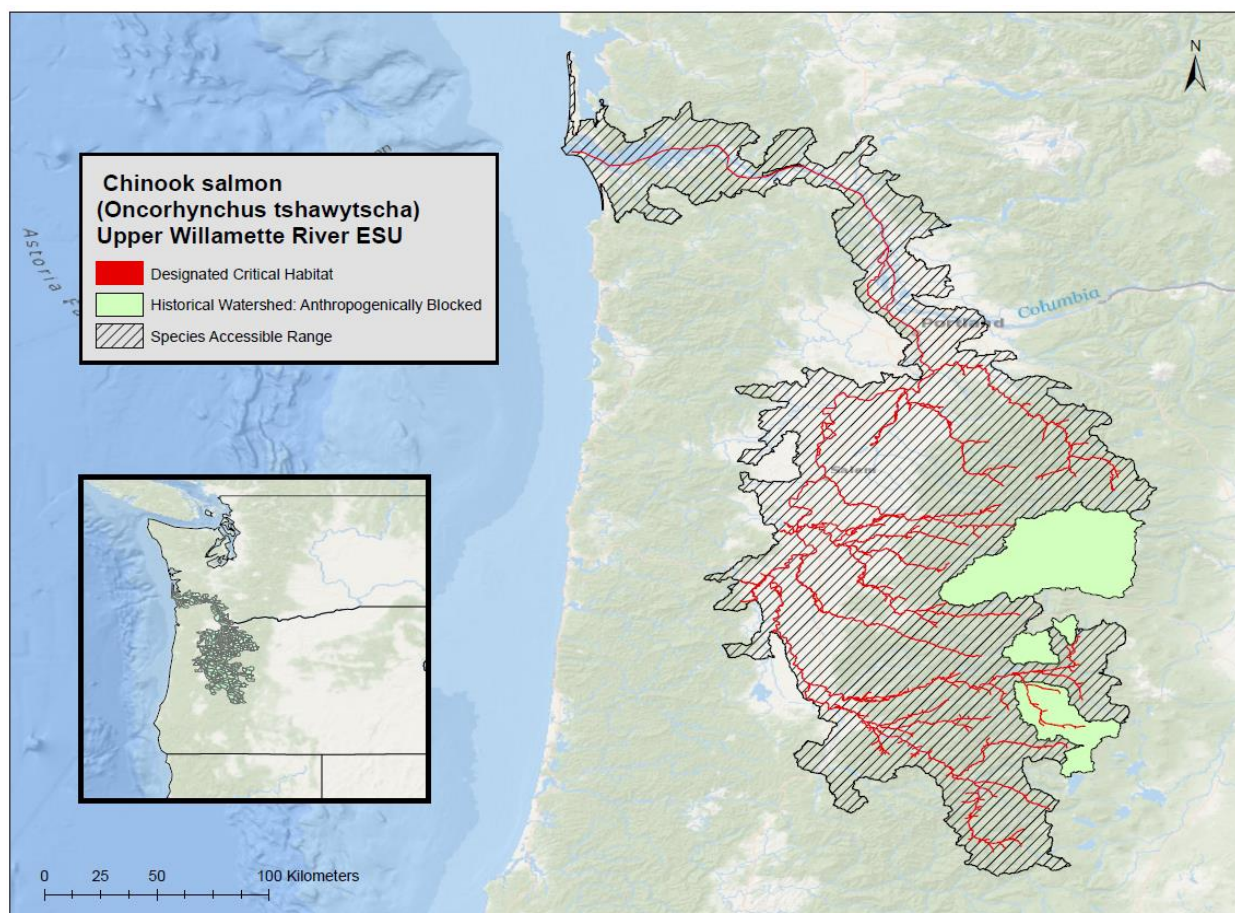 N
Chinook salmon
(Oncorhynchus tshawytscha)
Upper Willamette River ESU
Designated Critical Habitat
Historical Watershed: Anthropogenically Blocked
Species Accessible Range
Astoria
Columbia
Portland
Salem
0 25 50 100 Kilometers